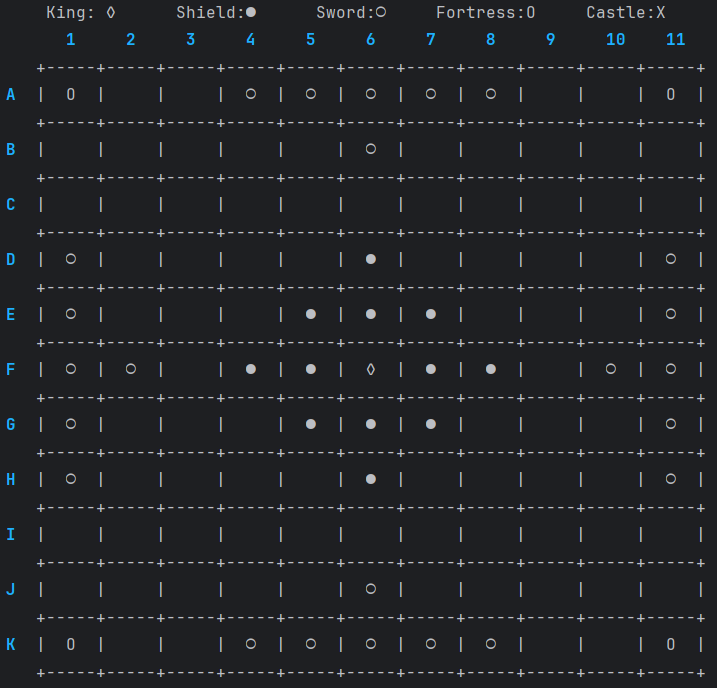 King: ◊ Shield:● Sword:○ Fortress:O Castle:X
1 2 3 4 5 6 7 8 9 10 11
+-----+-----+-----+-----+-----+-----+-----+-----+-----+-----+-----+
A | O | | | ○ | ○ | ○ | ○ | ○ | | | O |
+-----+-----+-----+-----+-----+-----+-----+-----+-----+-----+-----+
B | | | | | | ○ | | | | | |
+-----+-----+-----+-----+-----+-----+-----+-----+-----+-----+-----+
C | | | | | | | | | | | |
+-----+-----+-----+-----+-----+-----+-----+-----+-----+-----+-----+
D | ○ | | | | | ● | | | | | ○ |
+-----+-----+-----+-----+-----+-----+-----+-----+-----+-----+-----+
E | ○ | | | | ● | ● | ● | | | | ○ |
+-----+-----+-----+-----+-----+-----+-----+-----+-----+-----+-----+
F | ○ | ○ | | ● | ● | ◊ | ● | ● | | ○ | ○ |
+-----+-----+-----+-----+-----+-----+-----+-----+-----+-----+-----+
G | ○ | | | | ● | ● | ● | | | | ○ |
+-----+-----+-----+-----+-----+-----+-----+-----+-----+-----+-----+
H | ○ | | | | | ● | | | | | ○ |
+-----+-----+-----+-----+-----+-----+-----+-----+-----+-----+-----+
I | | | | | | | | | | | |
+-----+-----+-----+-----+-----+-----+-----+-----+-----+-----+-----+
J | | | | | | ○ | | | | | |
+-----+-----+-----+-----+-----+-----+-----+-----+-----+-----+-----+
K | O | | | ○ | ○ | ○ | ○ | ○ | | | O |
+-----+-----+-----+-----+-----+-----+-----+-----+-----+-----+-----+